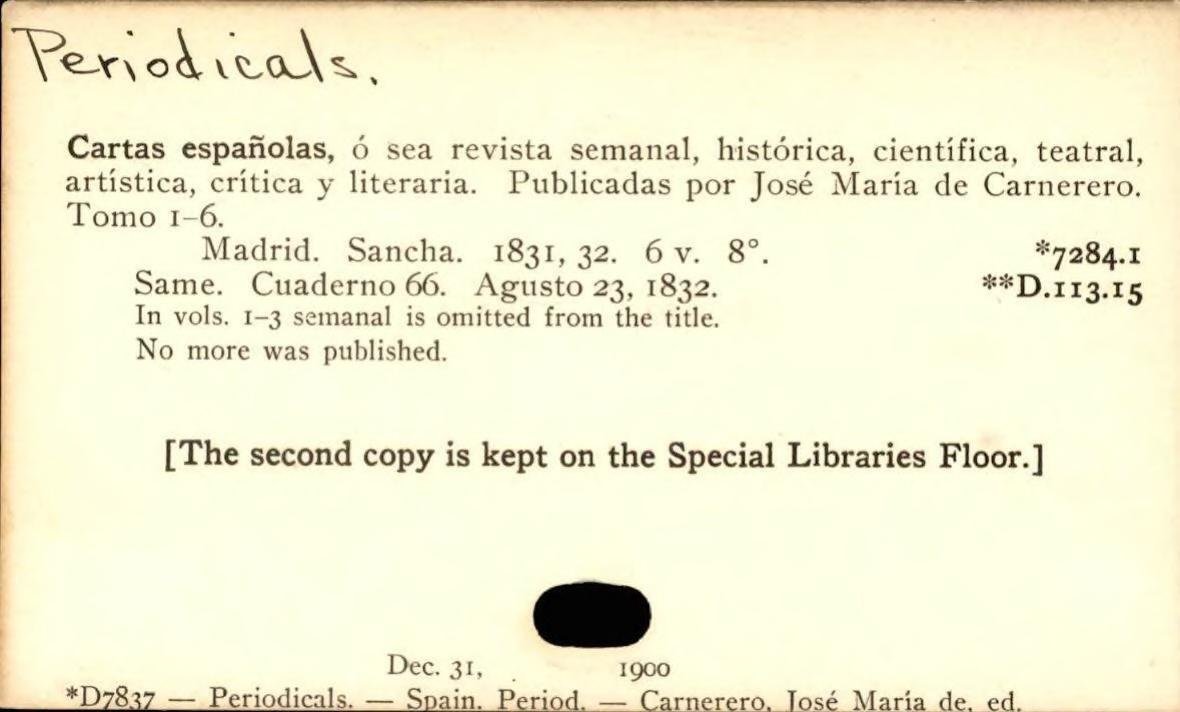 Periodicals.
Cartas españolas, ó sea revista semanal, histórica, científica, teatral,
artística, crítica y literaria. Publicadas por José María de Carnerero.
Tomo 1–6.
Madrid. Sancha. 1831, 32. 6 v. 8°. *7284.1
Same. Cuaderno 66. Agusto 23, 1832. **D.113.15
In vols. 1–3 semanal is omitted from the title.
No more was published.
[The second copy is kept on the Special Libraries Floor.]
Dec. 31, 1900
*D7837 — Periodicals. — Spain. Period. — Carnerero, José María de, ed.